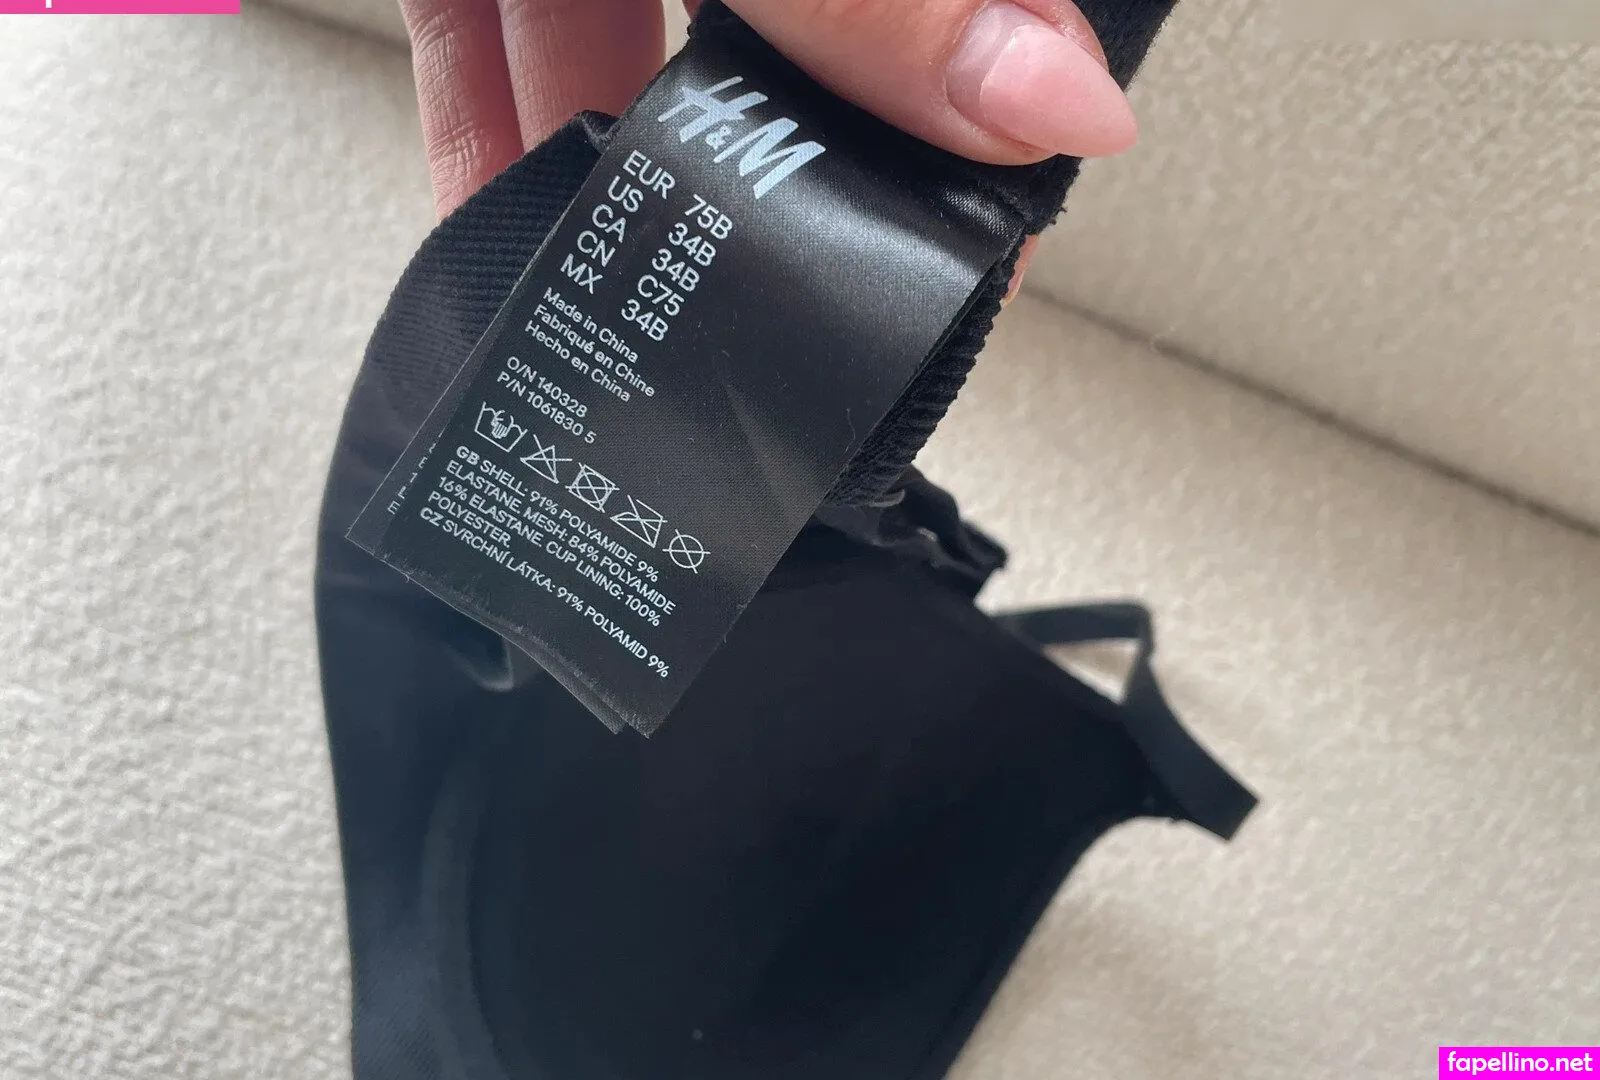 H&M
EUR 75B
US 34B
CA 34B
CN C75
MX 34B
Made in China
Fabriqué en Chine
Hecho en China
O/N 140328
P/N 1061830 5
GB SHELL: 91% POLYAMIDE 9%
ELASTANE. MESH: 84% POLYAMIDE
16% ELASTANE. CUP LINING: 100%
POLYESTER.
CZ SVRCHNÍ LÁTKA: 91% POLYAMID 9%
fapellino.net